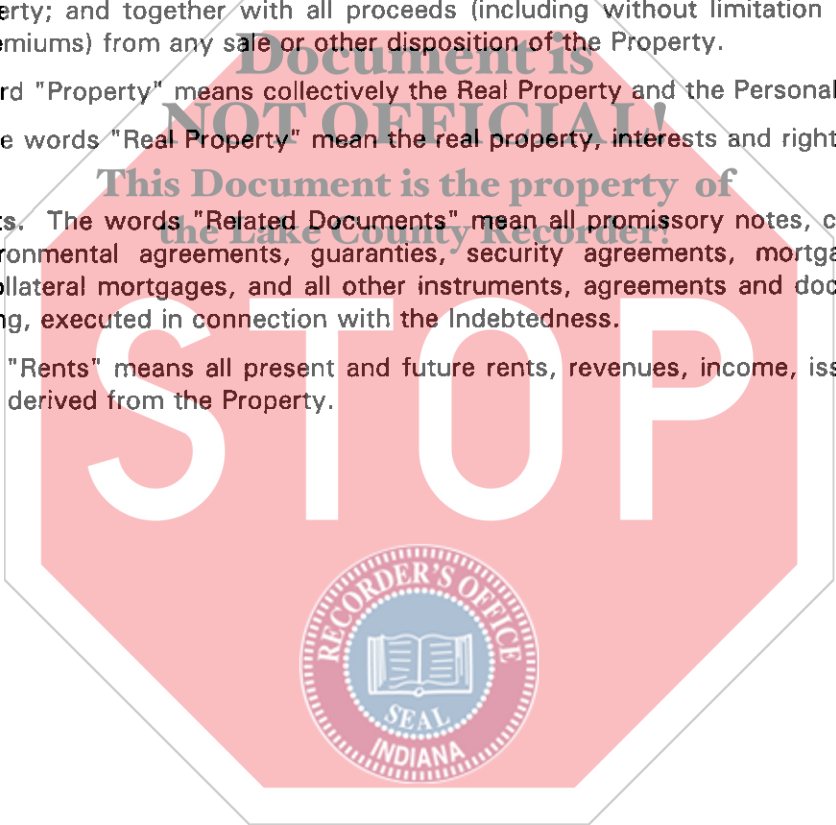 erty; and together with all proceeds (including without limitation
emiums) from any sale or other disposition of the Property.
Document is
rd "Property" means collectively the Real Property and the Personal
NOT OFFICIAL!
e words "Real Property" mean the real property, interests and right
This Document is the property of
ts. The words "Related Documents" mean all promissory notes, c
the Lake County Recorder!
ronmental agreements, guaranties, security agreements, mortga
ollateral mortgages, and all other instruments, agreements and doc
ng, executed in connection with the Indebtedness.
"Rents" means all present and future rents, revenues, income, iss
derived from the Property.
STOP
RECORDER'S OFFICE
SEAL
INDIANA